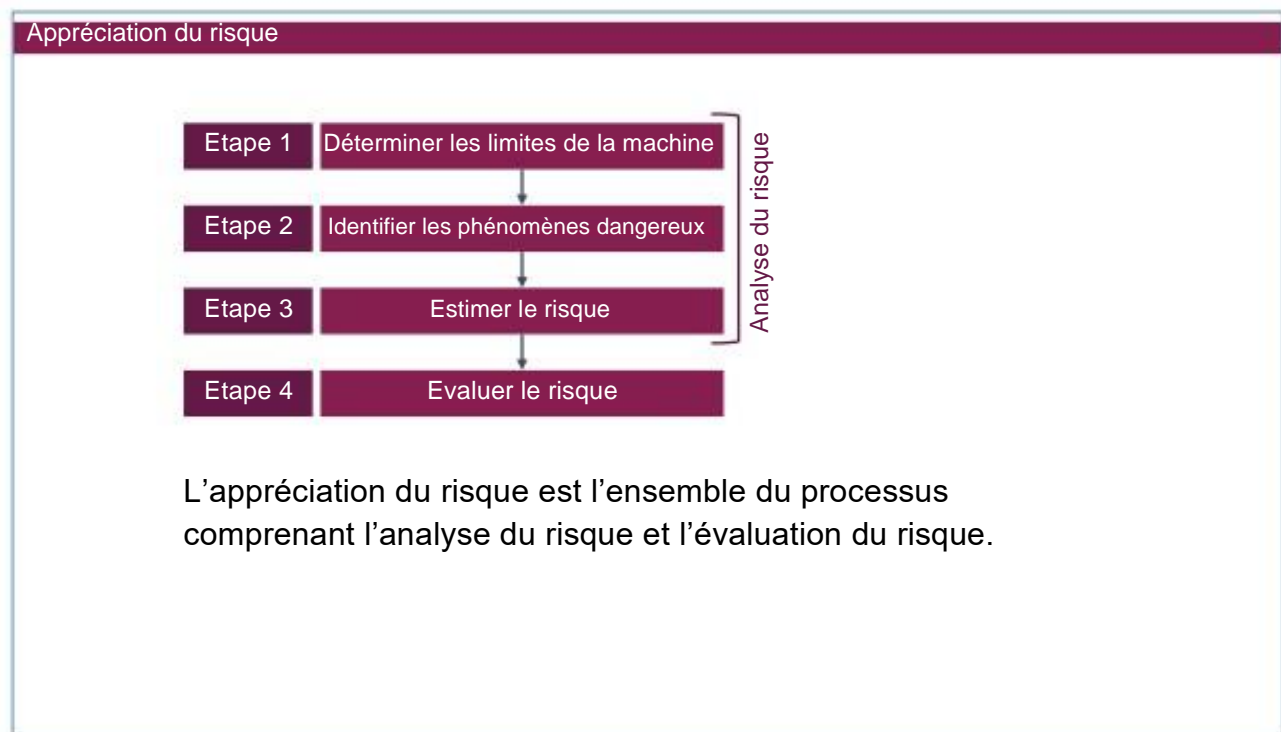 Appréciation du risque
Etape 1
Déterminer les limites de la machine
Etape 2
Identifier les phénomènes dangereux
Etape 3
Estimer le risque
Etape 4
Evaluer le risque
Analyse du risque
L’appréciation du risque est l’ensemble du processus
comprenant l’analyse du risque et l’évaluation du risque.